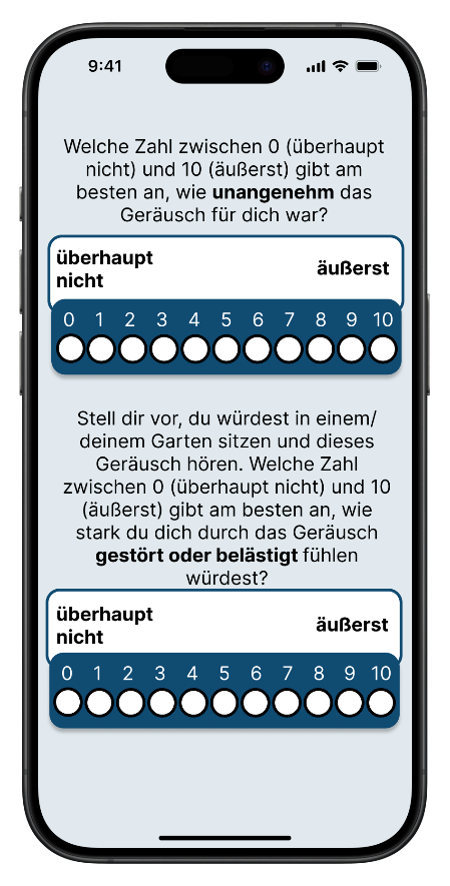 9:41
Welche Zahl zwischen 0 (überhaupt
nicht) und 10 (äußerst) gibt am
besten an, wie unangenehm das
Geräusch für dich war?
überhaupt
nicht
äußerst
0 1 2 3 4 5 6 7 8 9 10
Stell dir vor, du würdest in einem/
deinem Garten sitzen und dieses
Geräusch hören. Welche Zahl
zwischen 0 (überhaupt nicht) und 10
(äußerst) gibt am besten an, wie
stark du dich durch das Geräusch
gestört oder belästigt fühlen
würdest?
überhaupt
nicht
äußerst
0 1 2 3 4 5 6 7 8 9 10